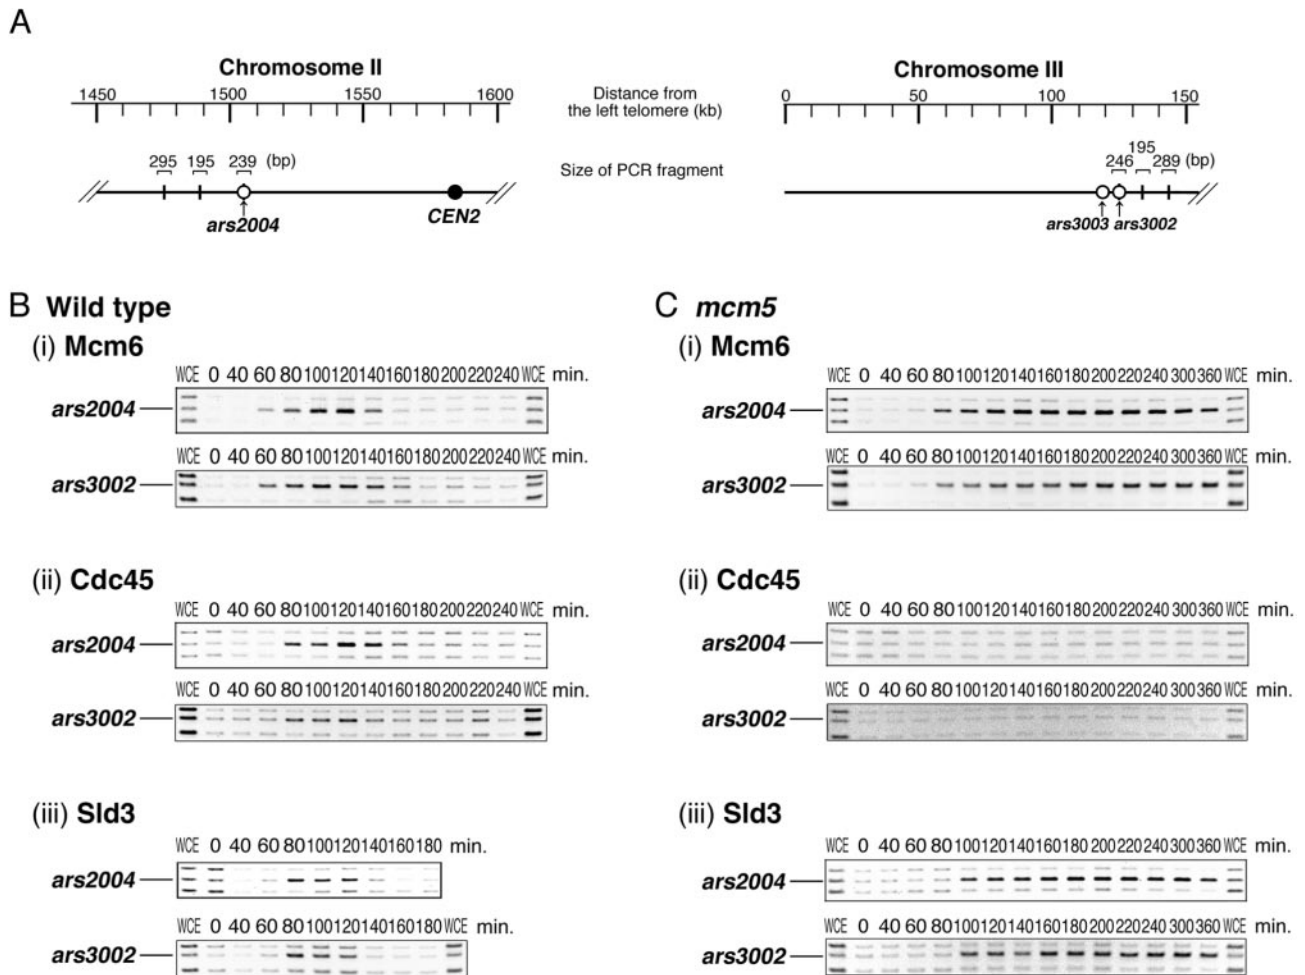 A
Chromosome II
1450 1500 1550 1600
295 195 239 (bp)
ars2004
CEN2
Distance from
the left telomere (kb)
Size of PCR fragment
Chromosome III
0 50 100 150
195
246 289 (bp)
ars3003 ars3002
B Wild type
(i) Mcm6
WCE 0 40 60 80 100 120 140 160 180 200 220 240 WCE min.
ars2004
WCE 0 40 60 80 100 120 140 160 180 200 220 240 WCE min.
ars3002
(ii) Cdc45
WCE 0 40 60 80 100 120 140 160 180 200 220 240 WCE min.
ars2004
WCE 0 40 60 80 100 120 140 160 180 200 220 240 WCE min.
ars3002
(iii) Sld3
WCE 0 40 60 80 100 120 140 160 180 min.
ars2004
WCE 0 40 60 80 100 120 140 160 180 WCE min.
ars3002
C mcm5
(i) Mcm6
WCE 0 40 60 80 100 120 140 160 180 200 220 240 300 360 WCE min.
ars2004
WCE 0 40 60 80 100 120 140 160 180 200 220 240 300 360 WCE min.
ars3002
(ii) Cdc45
WCE 0 40 60 80 100 120 140 160 180 200 220 240 300 360 WCE min.
ars2004
WCE 0 40 60 80 100 120 140 160 180 200 220 240 300 360 WCE min.
ars3002
(iii) Sld3
WCE 0 40 60 80 100 120 140 160 180 200 220 240 300 360 WCE min.
ars2004
WCE 0 40 60 80 100 120 140 160 180 200 220 240 300 360 WCE min.
ars3002